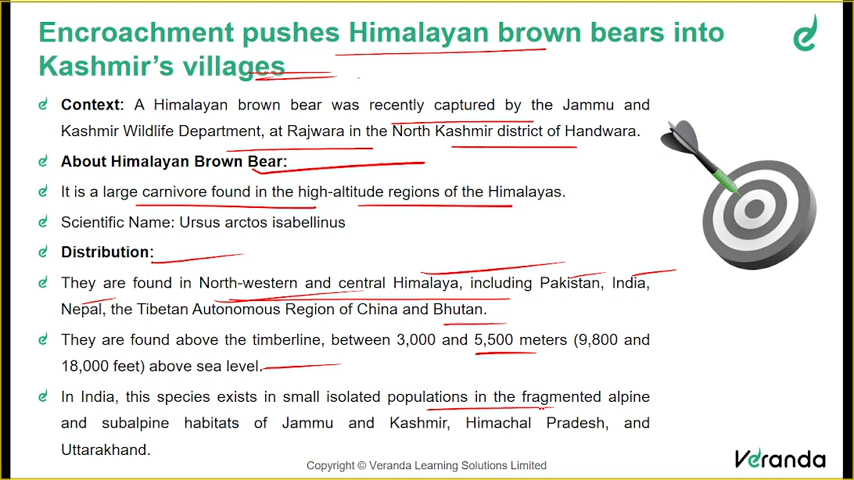 Encroachment pushes Himalayan brown bears into
Kashmir's villages
Context: A Himalayan brown bear was recently captured by the Jammu and
Kashmir Wildlife Department, at Rajwara in the North Kashmir district of Handwara.
About Himalayan Brown Bear:
It is a large carnivore found in the high-altitude regions of the Himalayas.
Scientific Name: Ursus arctos isabellinus
Distribution:
They are found in North-western and central Himalaya, including Pakistan, India,
Nepal, the Tibetan Autonomous Region of China and Bhutan.
They are found above the timberline, between 3,000 and 5,500 meters (9,800 and
18,000 feet) above sea level.
In India, this species exists in small isolated populations in the fragmented alpine
and subalpine habitats of Jammu and Kashmir, Himachal Pradesh, and
Uttarakhand.
Copyright © Veranda Learning Solutions Limited
Veranda